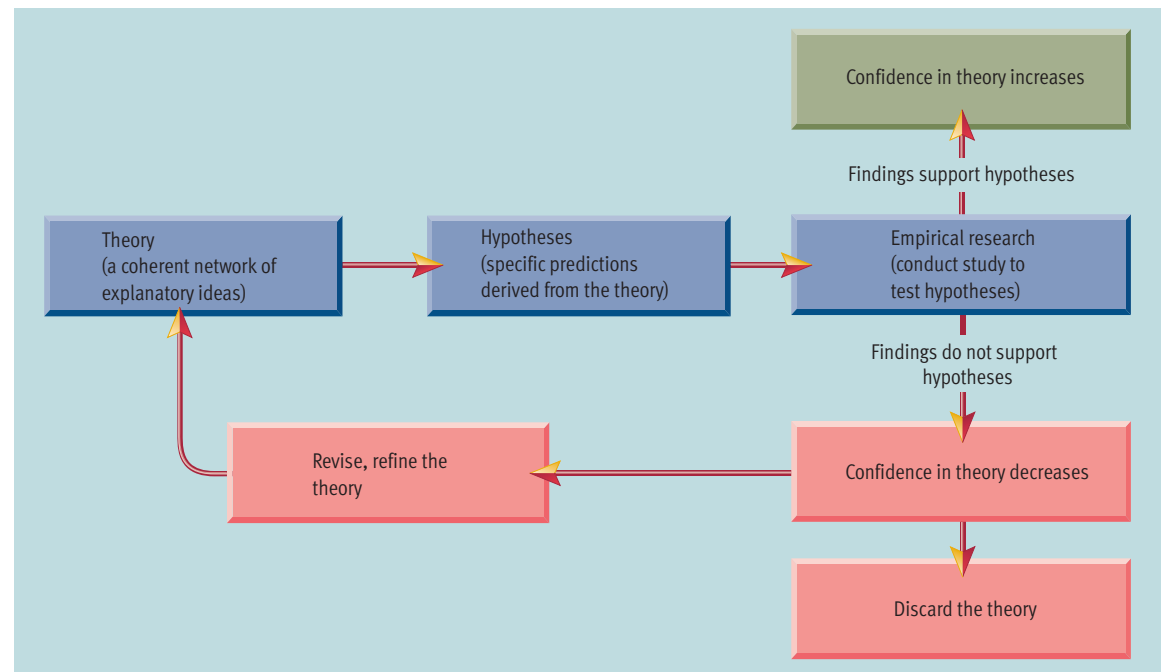 Confidence in theory increases
Findings support hypotheses
Theory
(a coherent network of
explanatory ideas)
Hypotheses
(specific predictions
derived from the theory)
Empirical research
(conduct study to
test hypotheses)
Findings do not support
hypotheses
Revise, refine the
theory
Confidence in theory decreases
Discard the theory